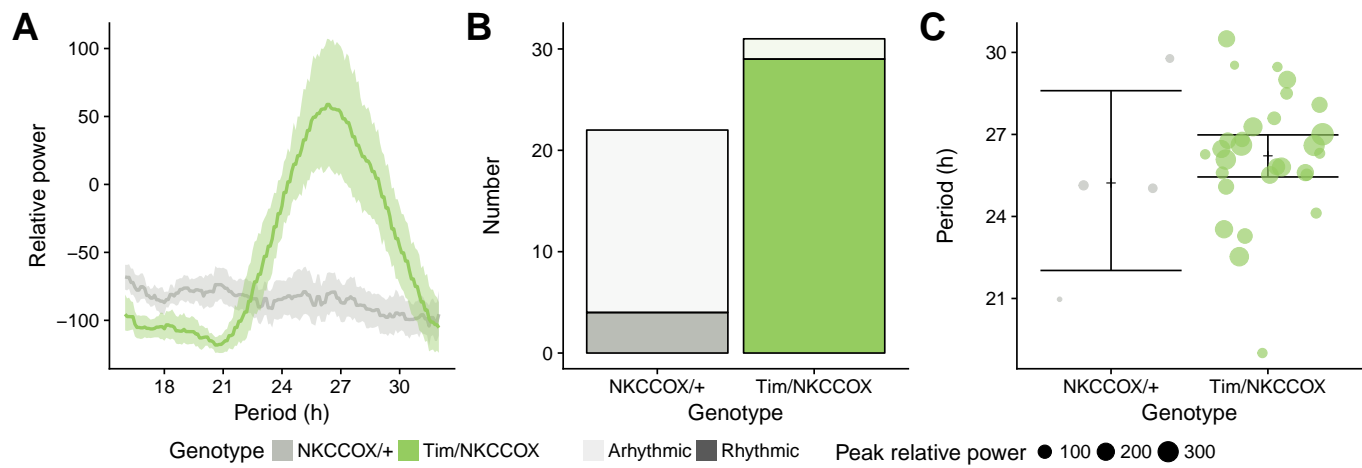 A
Relative power
100
50
0
−50
−100
18 21 24 27 30
Period (h)
B
Number
30
20
10
0
NKCCOX/+ Tim/NKCCOX
Genotype
C
Period (h)
30
27
24
21
NKCCOX/+ Tim/NKCCOX
Genotype
Genotype NKCCOX/+ Tim/NKCCOX Arhythmic Rhythmic Peak relative power 100 200 300